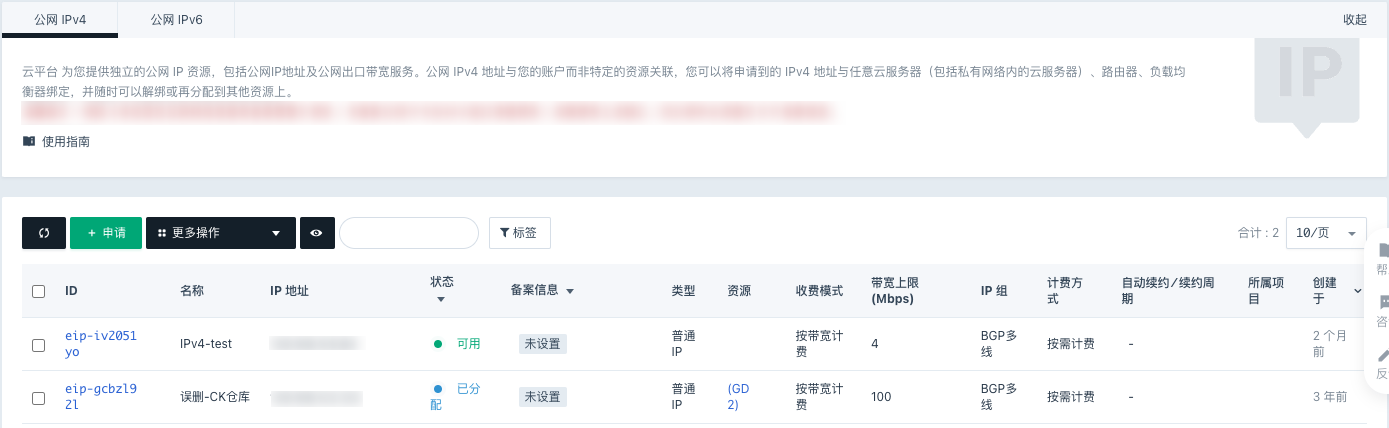 公网 IPv4
公网 IPv6
收起
IP
云平台 为您提供独立的公网 IP 资源，包括公网IP地址及公网出口带宽服务。公网 IPv4 地址与您的账户而非特定的资源关联，您可以将申请到的 IPv4 地址与任意云服务器（包括私有网络内的云服务器）、路由器、负载均
衡器绑定，并随时可以解绑或再分配到其他资源上。
使用指南
+ 申请
更多操作
标签
合计 : 2
10/页
ID 名称 IP 地址 状态 备案信息 类型 资源 收费模式 带宽上限 (Mbps) IP 组 计费方式 自动续约/续约周期 所属项目 创建于
eip-iv2051 IPv4-test 可用 未设置 普通 按带宽计 4 BGP多 按需计费 - 2 个月
yo IP 费 线 前
eip-gcbzl9 误删-CK仓库 已分 未设置 普通 (GD 按带宽计 100 BGP多 按需计费 - 3 年前
2l 配 IP 2) 费 线
帮
咨
反